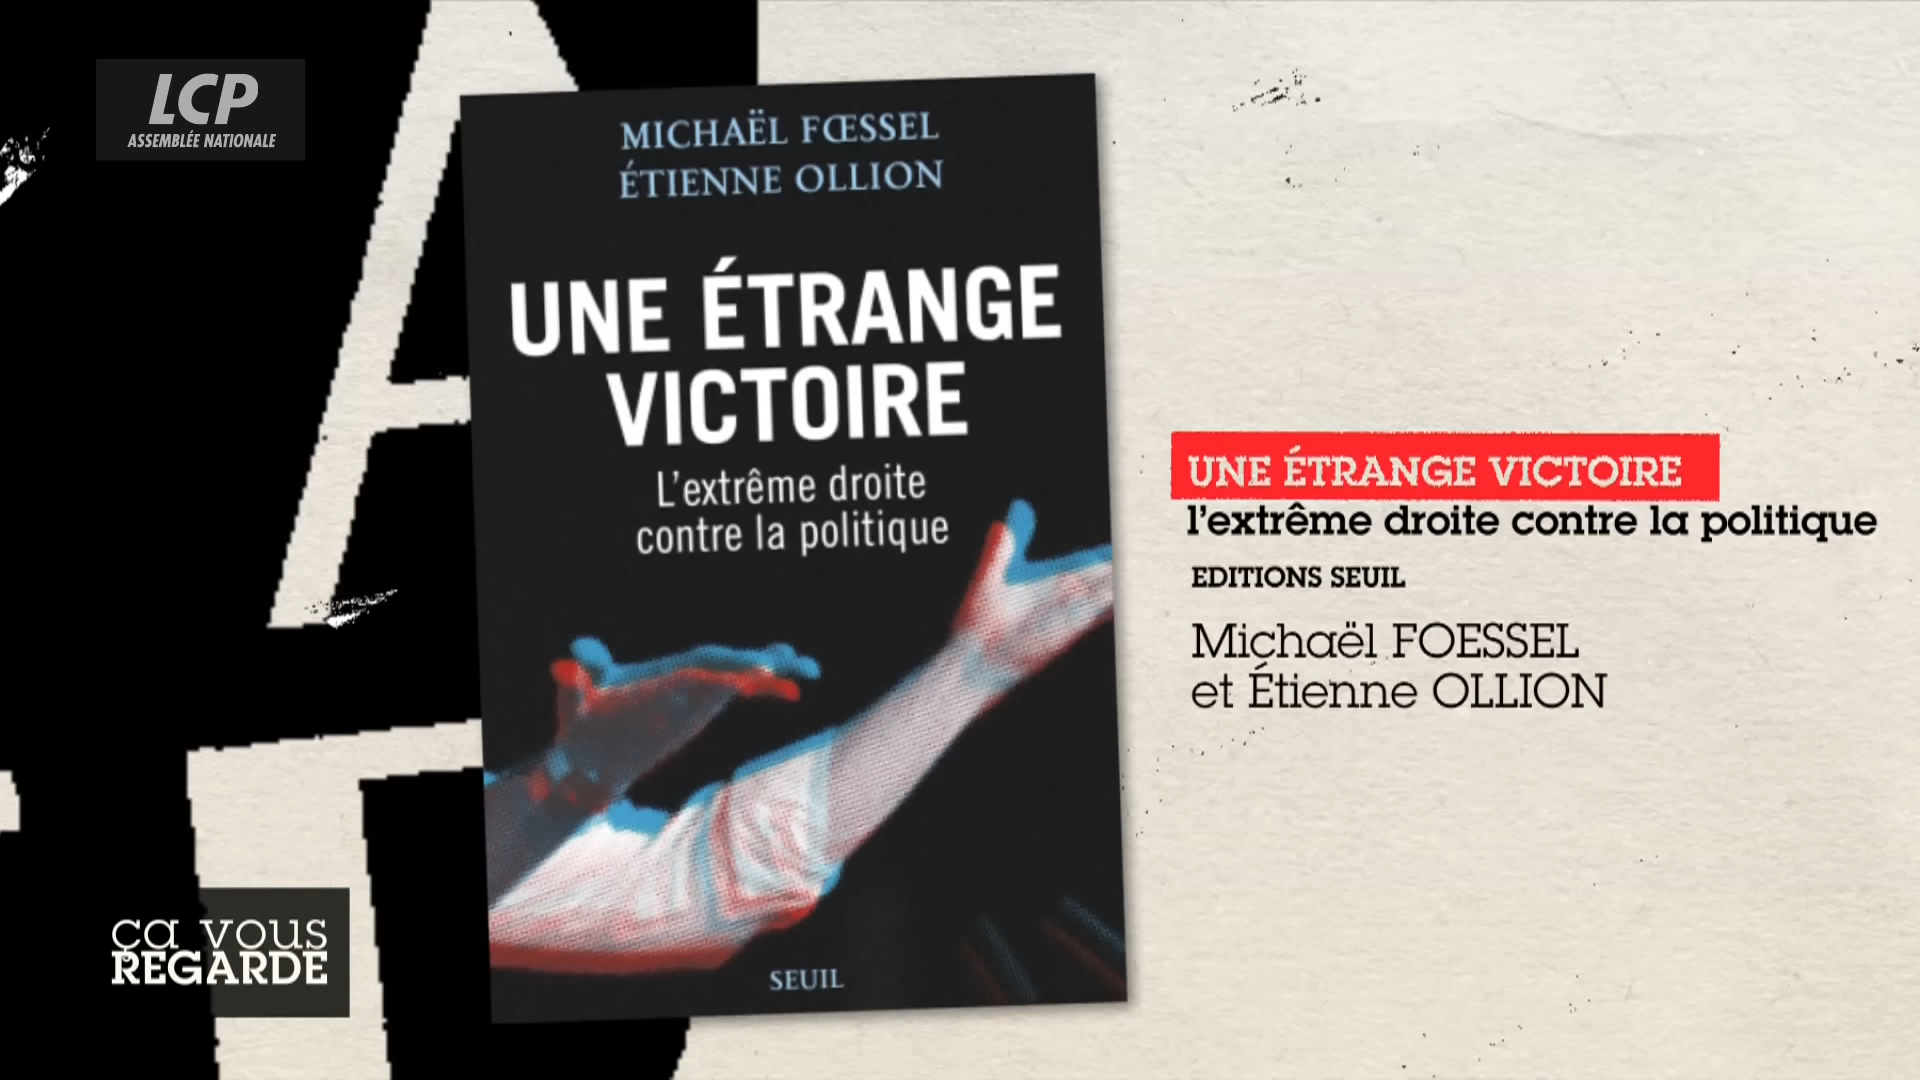 LCP
ASSEMBLÉE NATIONALE
MICHAËL FŒSSEL
ÉTIENNE OLLION
UNE ÉTRANGE
VICTOIRE
L'extrême droite
contre la politique
SEUIL
UNE ÉTRANGE VICTOIRE
l'extrême droite contre la politique
EDITIONS SEUIL
Michaël FOESSEL
et Étienne OLLION
ça vous
REGARDE